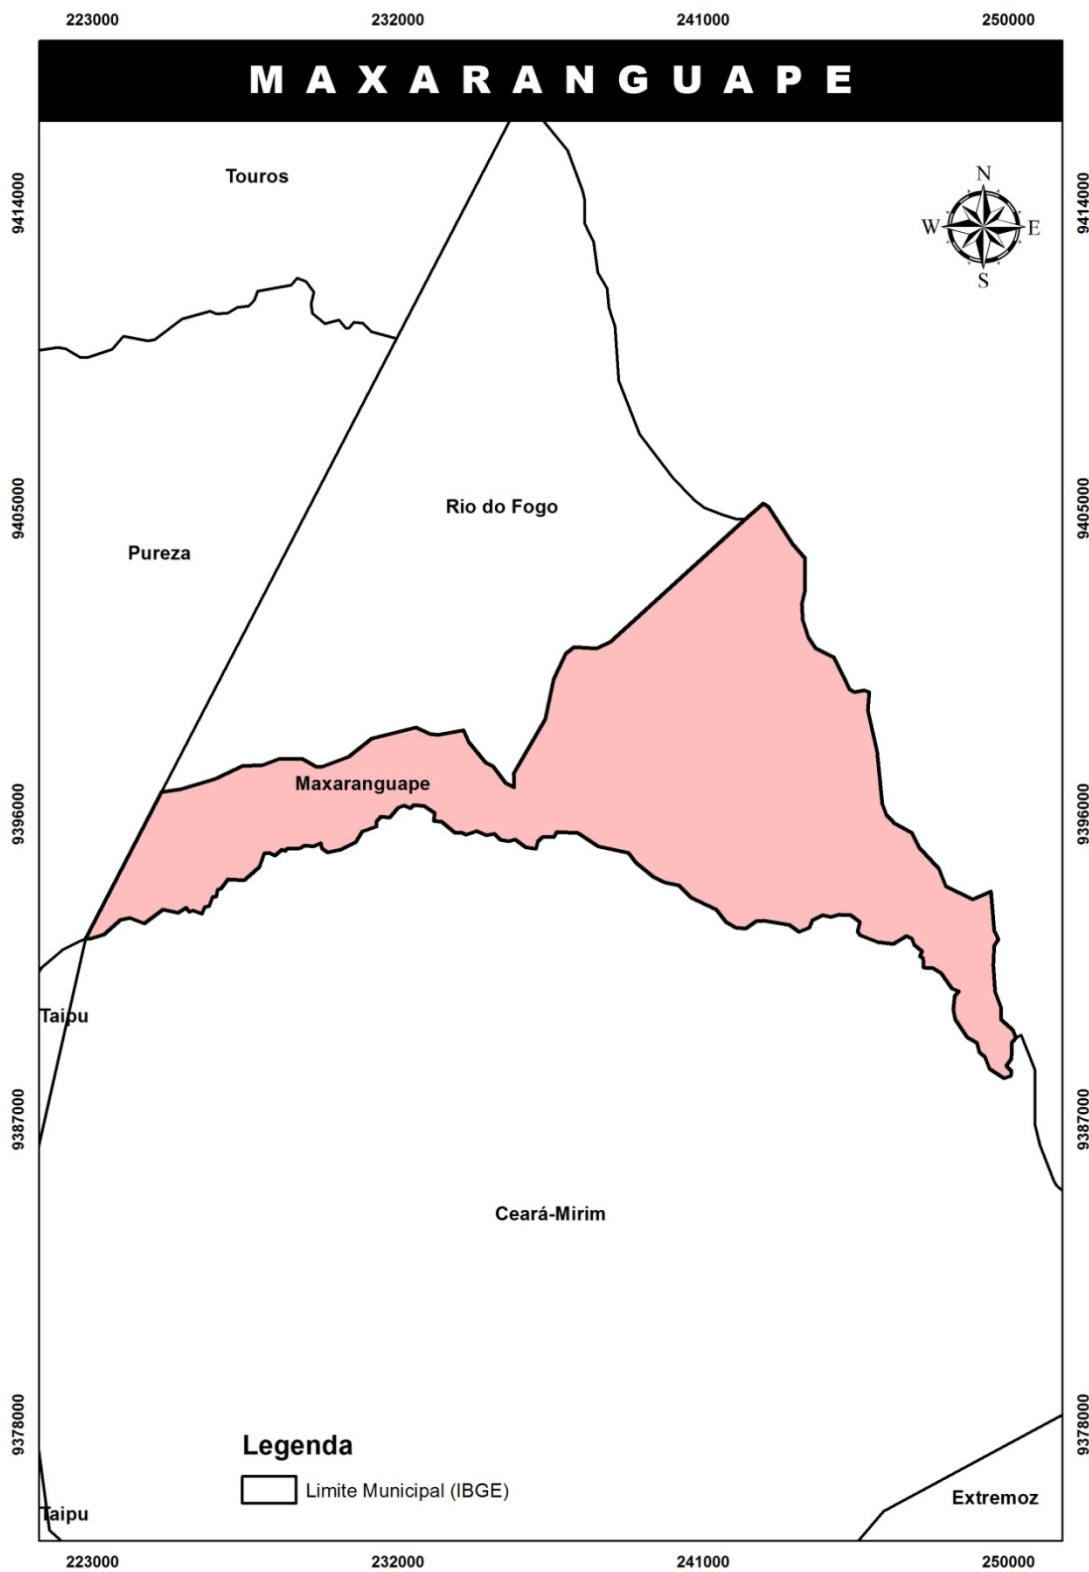 223000 232000 241000 250000
MAXARANGUAPE
Touros
N
W E
S
9414000 9414000
Rio do Fogo
9405000 9405000
Pureza
Maxaranguape
9396000 9396000
Taipu
9387000 9387000
Ceará-Mirim
9378000 9378000
Legenda
Limite Municipal (IBGE)
Extremoz
Taipu
223000 232000 241000 250000